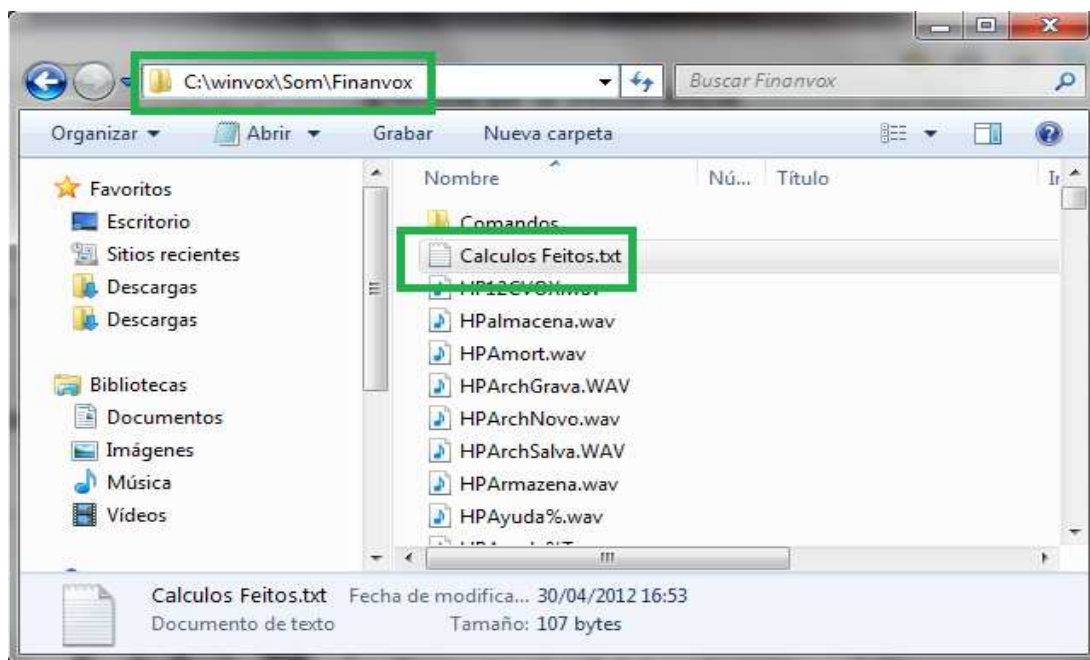 C:\winvox\Som\Finanvox
Buscar Finanvox
Organizar Abrir Grabar Nueva carpeta
Favoritos
Escritorio
Sitios recientes
Descargas
Descargas
Bibliotecas
Documentos
Imágenes
Música
Vídeos
Nombre Nú... Título
Comandos
Calculos Feitos.txt
HP12CVOX.wav
HPalmacena.wav
HPAmort.wav
HPArchGrava.WAV
HPArchNovo.wav
HPArchSalva.WAV
HPArmazena.wav
HPAyuda%.wav
Calculos Feitos.txt Fecha de modifica... 30/04/2012 16:53
Documento de texto Tamaño: 107 bytes